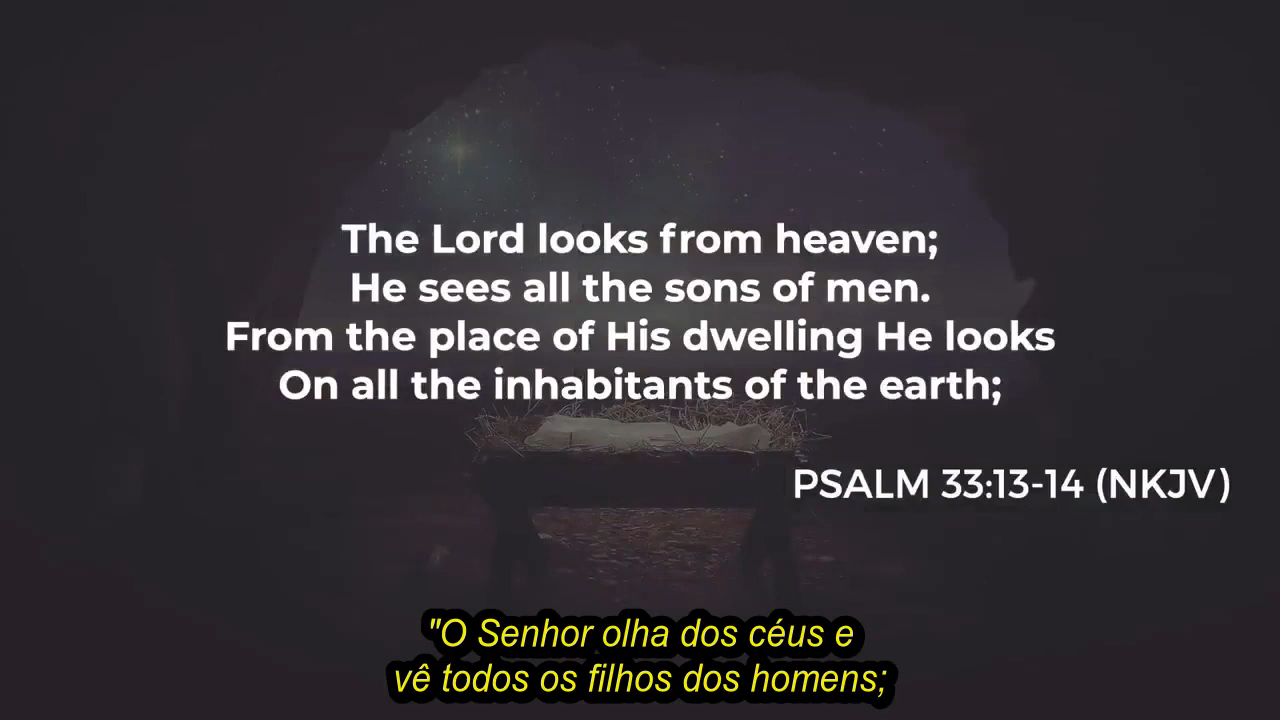 The Lord looks from heaven;
He sees all the sons of men.
From the place of His dwelling He looks
On all the inhabitants of the earth;
PSALM 33:13-14 (NKJV)
"O Senhor olha dos céus e
vê todos os filhos dos homens;